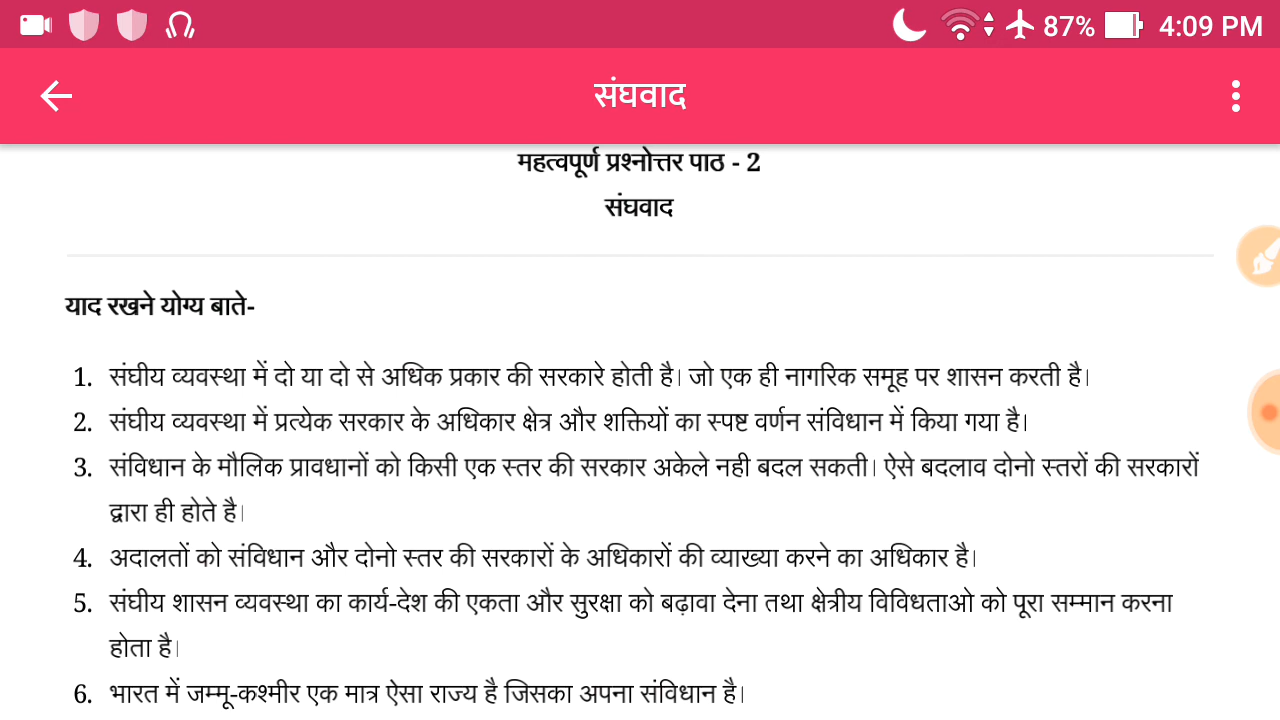 87% 4:09 PM
संघवाद
महत्वपूर्ण प्रश्नोत्तर पाठ - 2
संघवाद
याद रखने योग्य बाते-
1. संघीय व्यवस्था में दो या दो से अधिक प्रकार की सरकारे होती है। जो एक ही नागरिक समूह पर शासन करती है।
2. संघीय व्यवस्था में प्रत्येक सरकार के अधिकार क्षेत्र और शक्तियों का स्पष्ट वर्णन संविधान में किया गया है।
3. संविधान के मौलिक प्रावधानों को किसी एक स्तर की सरकार अकेले नही बदल सकती। ऐसे बदलाव दोनो स्तरों की सरकारों
द्वारा ही होते है।
4. अदालतों को संविधान और दोनो स्तर की सरकारों के अधिकारों की व्याख्या करने का अधिकार है।
5. संघीय शासन व्यवस्था का कार्य-देश की एकता और सुरक्षा को बढ़ावा देना तथा क्षेत्रीय विविधताओ को पूरा सम्मान करना
होता है।
6. भारत में जम्मू-कश्मीर एक मात्र ऐसा राज्य है जिसका अपना संविधान है।